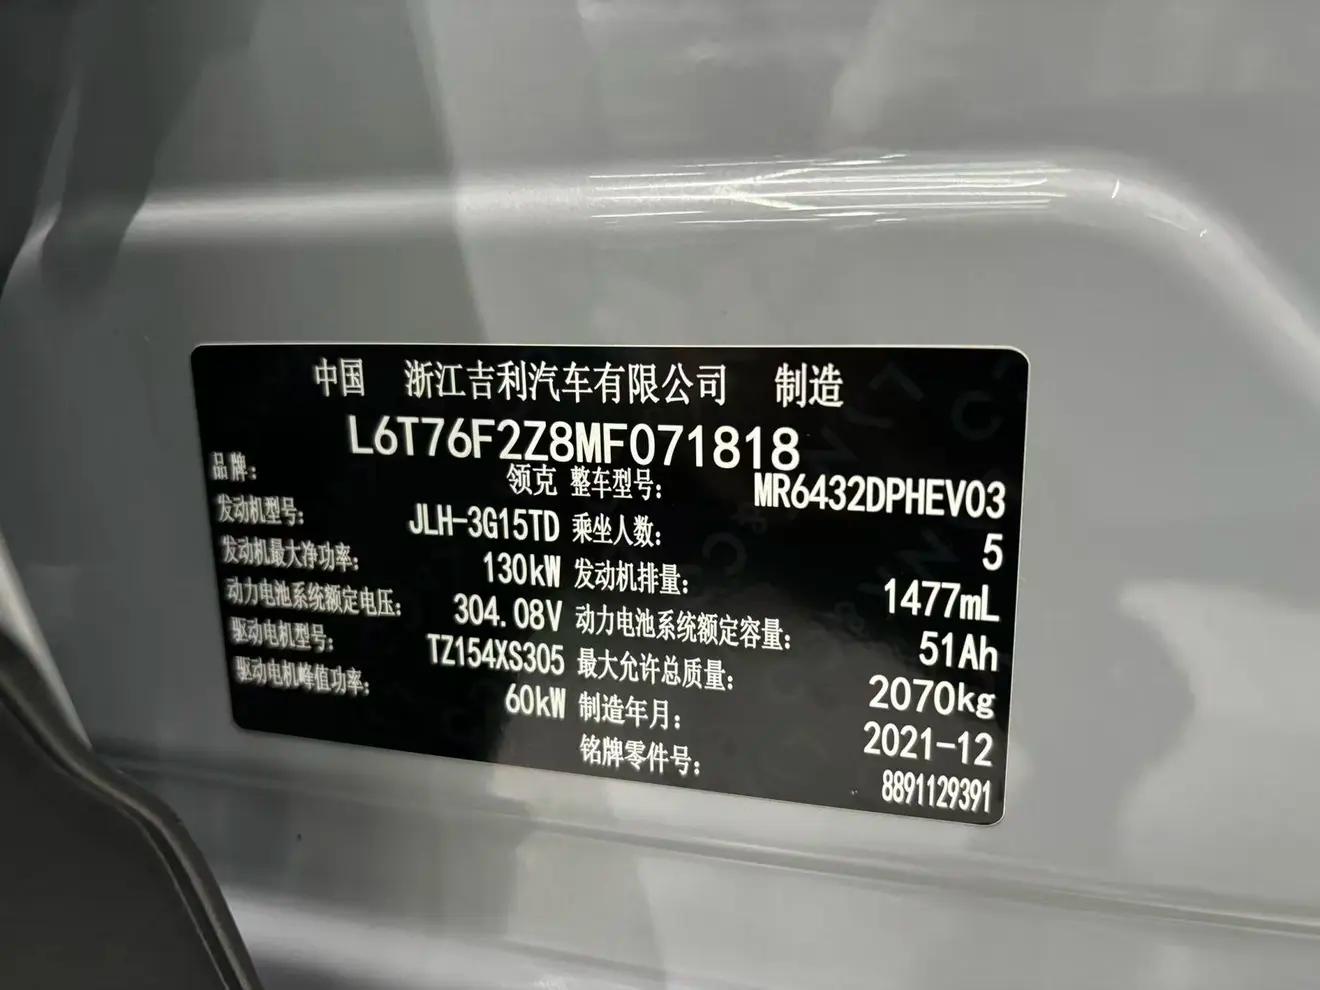 中国 浙江吉利汽车有限公司 制造
L6T76F2Z8MF071818
品牌： 领克 整车型号： MR6432DPHEV03
发动机型号： JLH-3G15TD 乘坐人数： 5
发动机最大净功率： 130kW 发动机排量： 1477mL
动力电池系统额定电压： 304.08V 动力电池系统额定容量： 51Ah
驱动电机型号： TZ154XS305 最大允许总质量： 2070kg
驱动电机峰值功率： 60kW 制造年月： 2021-12
铭牌零件号： 8891129391